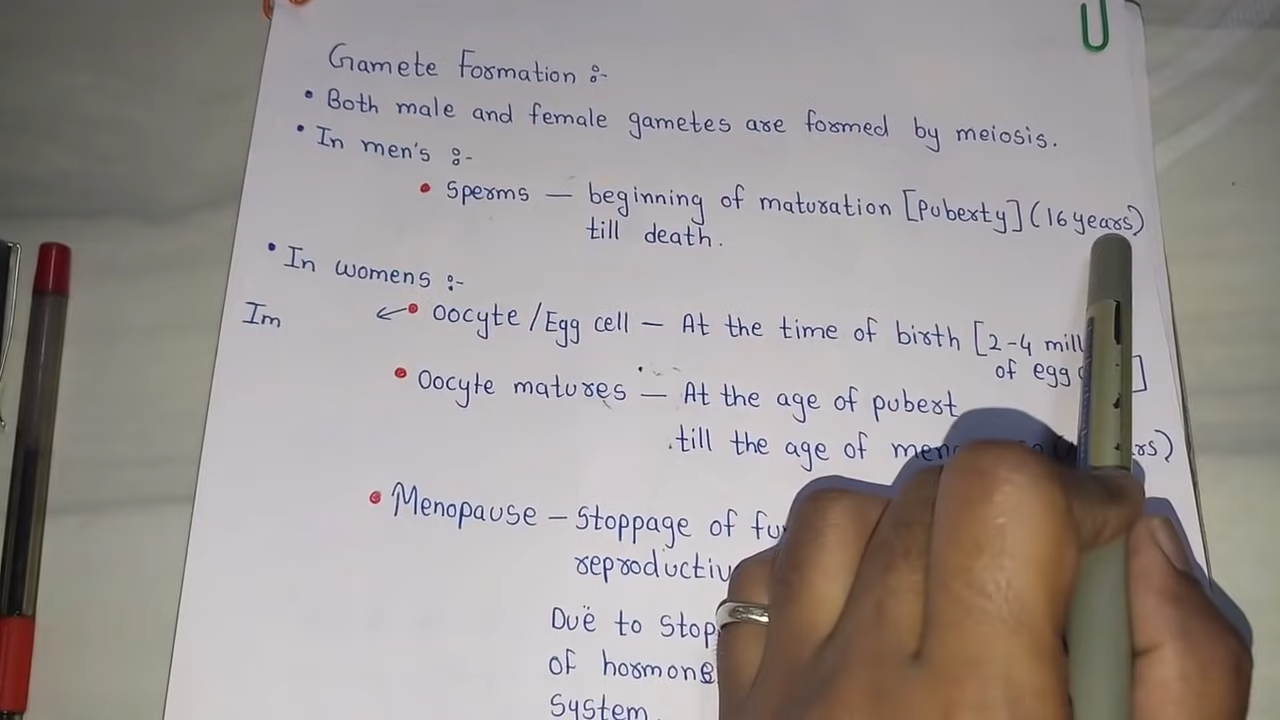 Gamete Formation :-
• Both male and female gametes are formed by meiosis.
• In men's :-
• Sperms — beginning of maturation [Puberty] (16 years)
till death.
• In womens :-
Im ← • Oocyte / Egg cell — At the time of birth [2-4 mill
of egg ]
• Oocyte matures — At the age of pubert
till the age of rs)
• Menopause — Stoppage of
Due to
of hormone
system